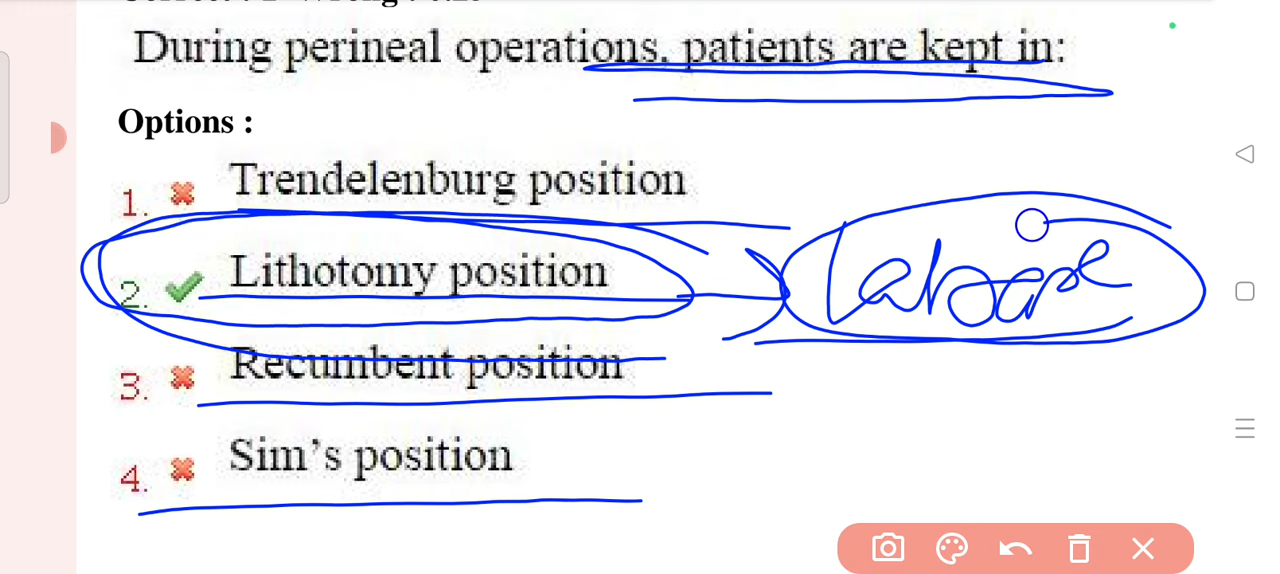 During perineal operations, patients are kept in:
Options :
1. Trendelenburg position
2. Lithotomy position
3. Recumbent position
4. Sim's position